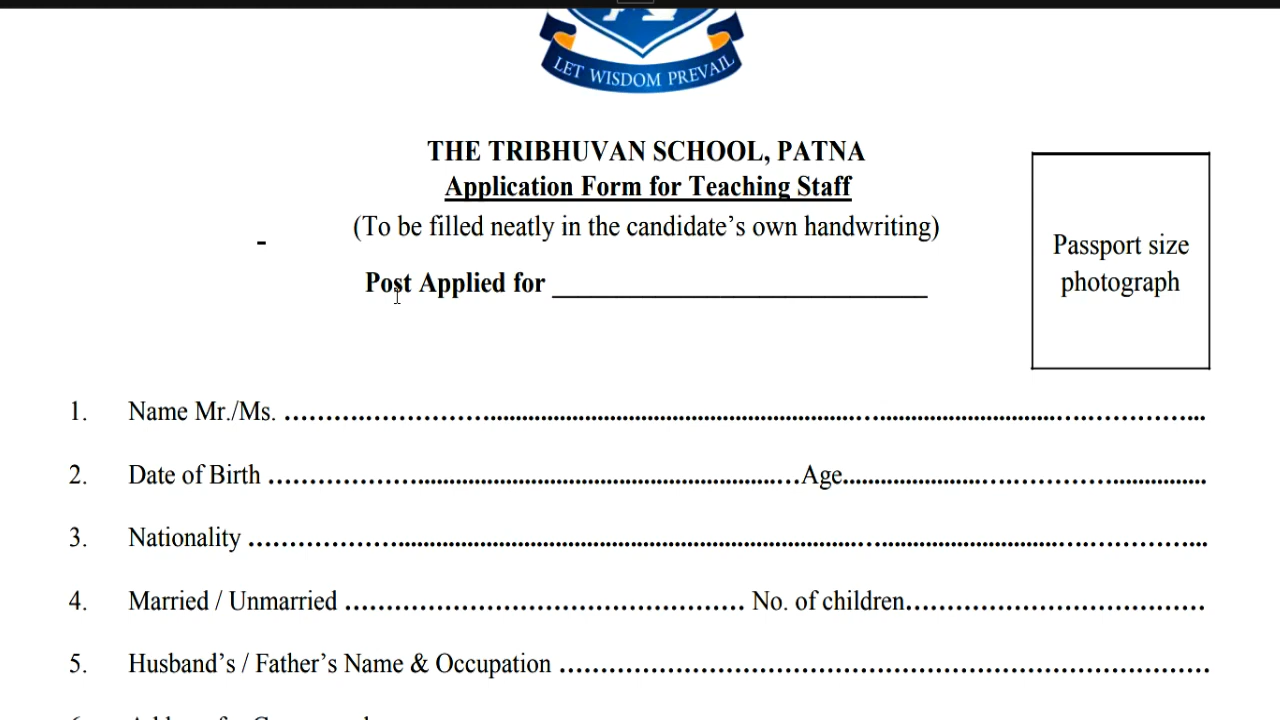 LET WISDOM PREVAIL
THE TRIBHUVAN SCHOOL, PATNA
Application Form for Teaching Staff
(To be filled neatly in the candidate's own handwriting)
-
Post Applied for ____________________________
Passport size
photograph
1. Name Mr./Ms. ................................................................................
2. Date of Birth ............................................................Age..............................
3. Nationality ................................................................................
4. Married / Unmarried ........................................ No. of children..............................
5. Husband's / Father's Name & Occupation ............................................................